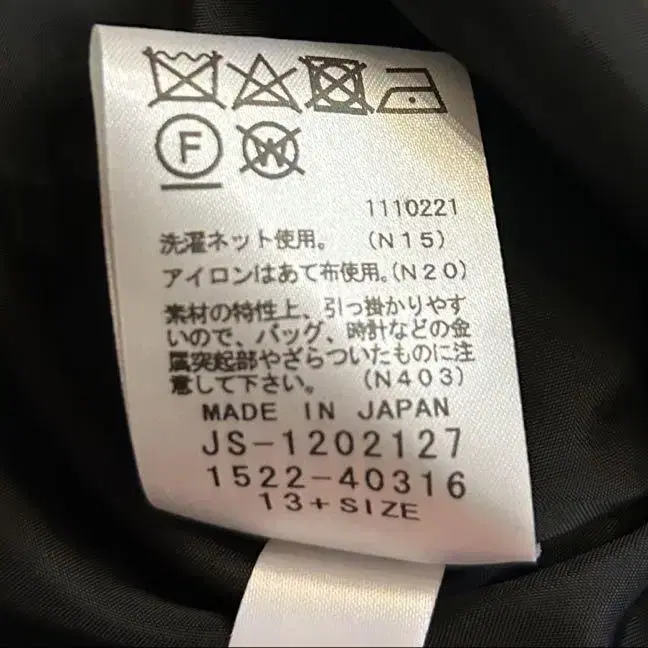 F
W
1110221
洗濯ネット使用。 (N15)
アイロンはあて布使用。(N20)
素材の特性上、引っ掛かりやす
いので、バッグ、時計などの金
属突起部やざらついたものに注
意して下さい。 (N403)
MADE IN JAPAN
JS-1202127
1522-40316
13+SIZE